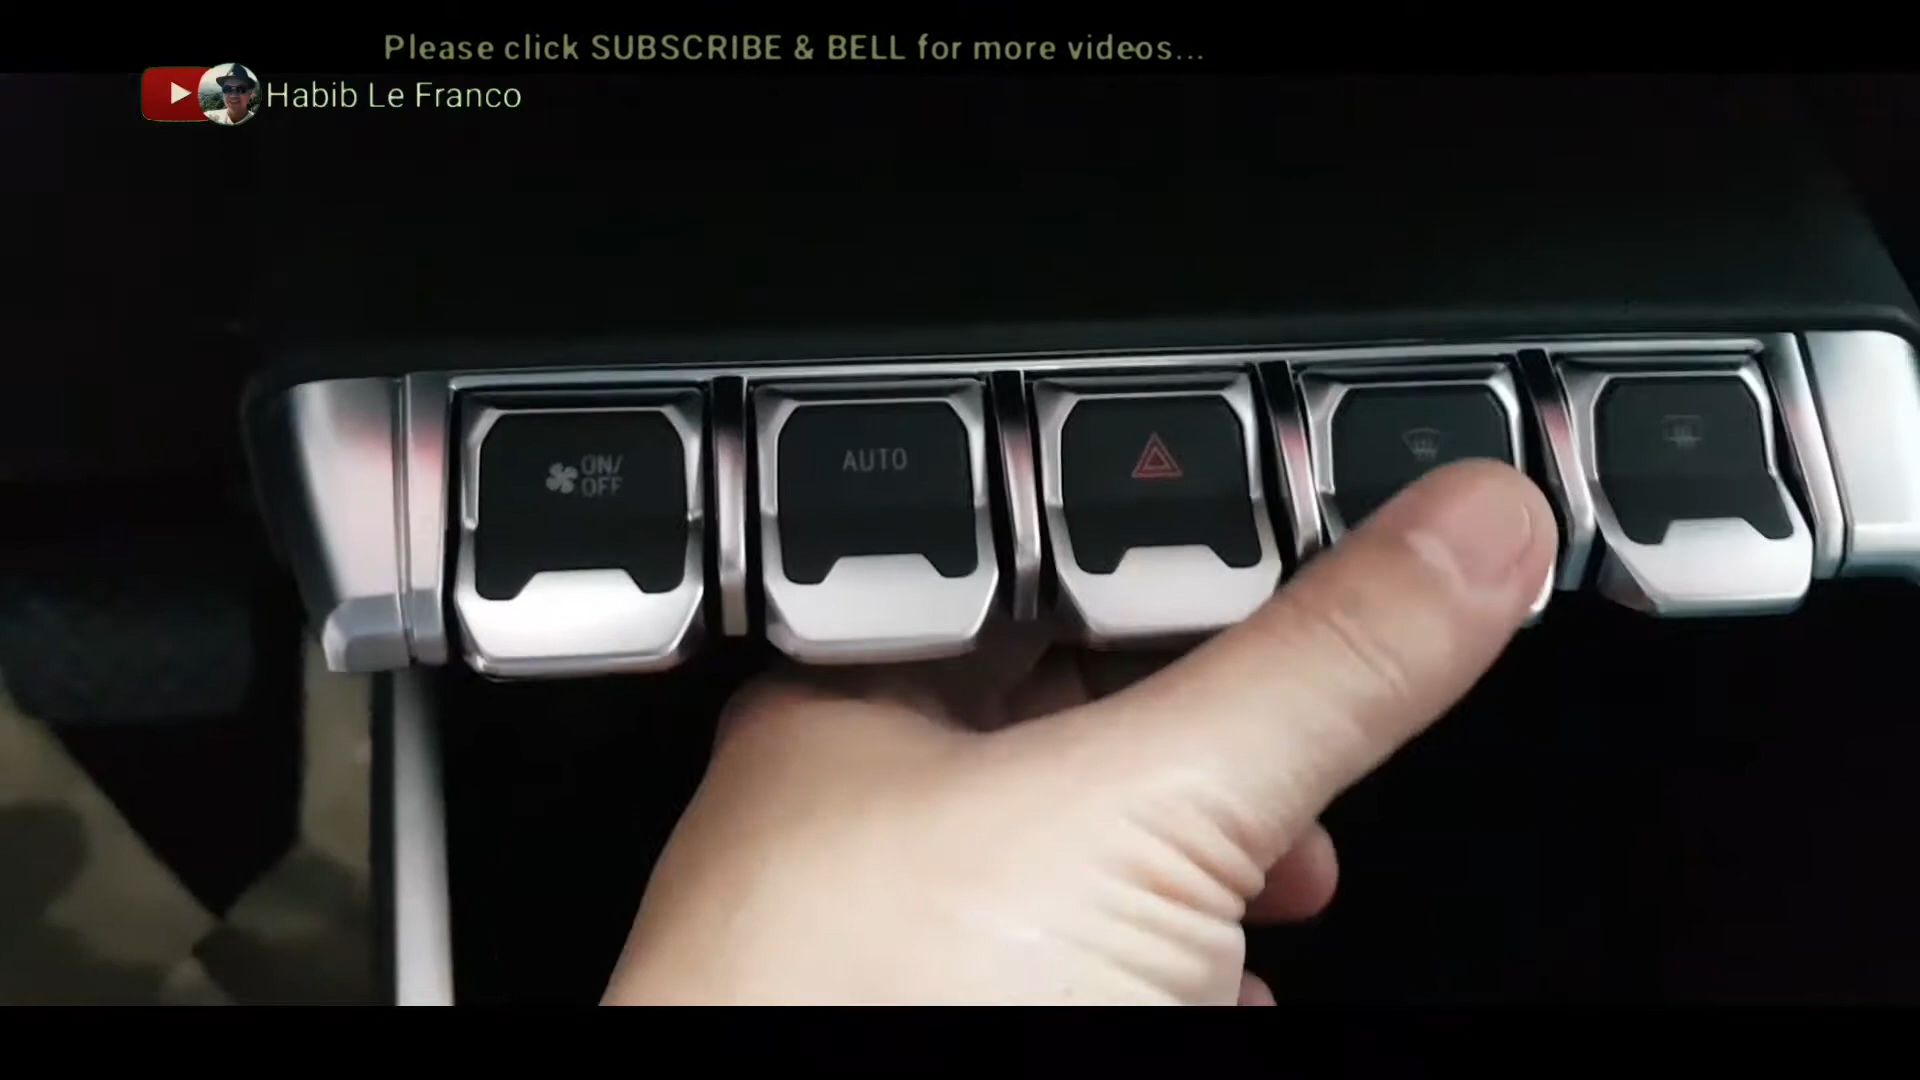 Please click SUBSCRIBE & BELL for more videos...
Habib Le Franco
ON/
OFF
AUTO